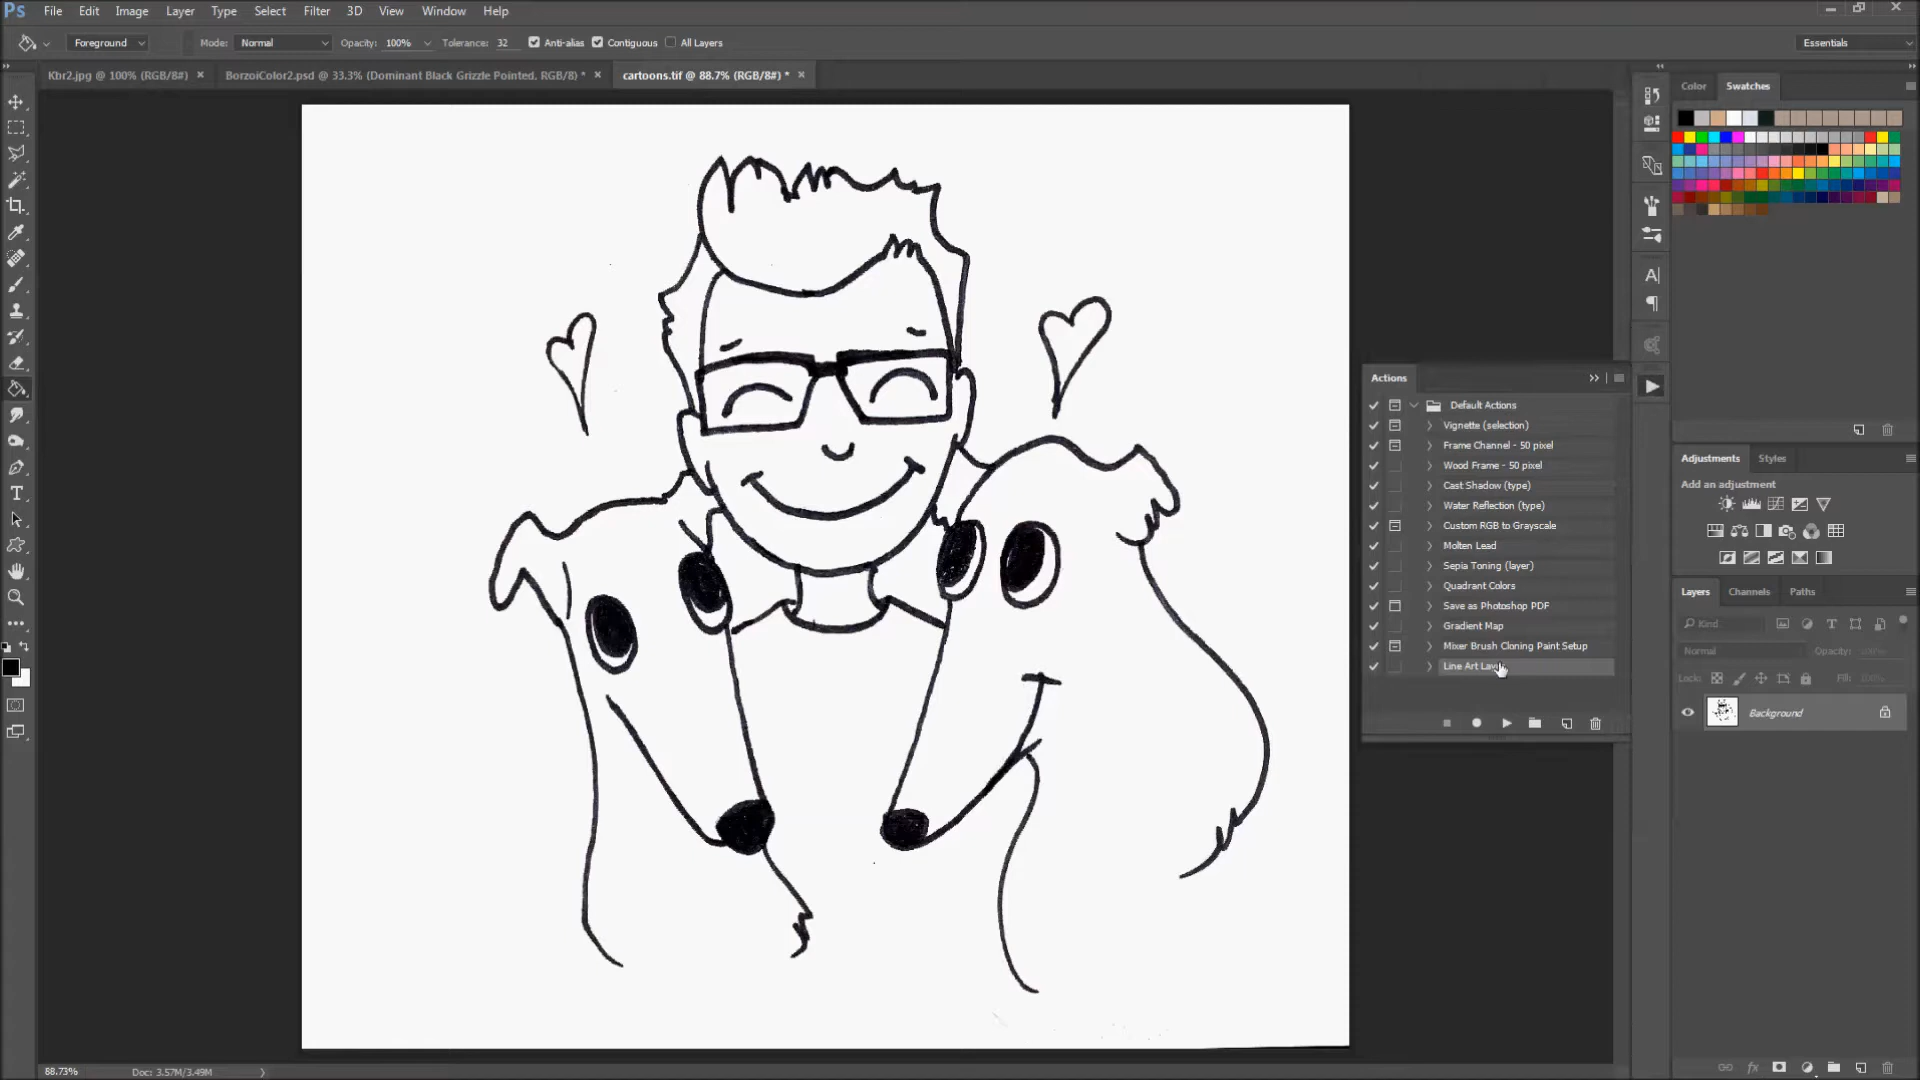 Ps File Edit Image Layer Type Select Filter 3D View Window Help
Foreground Mode: Normal Opacity: 100% Tolerance: 32 Anti-alias Contiguous All Layers Essentials
Kbr2.jpg @ 100% (RGB/8#) × BorzoiColor2.psd @ 33.3% (Dominant Black Grizzle Pointed, RGB/8) * × cartoons.tif @ 88.7% (RGB/8#) * ×
Color Swatches
Actions
Default Actions
Vignette (selection)
Frame Channel - 50 pixel
Wood Frame - 50 pixel
Cast Shadow (type)
Water Reflection (type)
Custom RGB to Grayscale
Molten Lead
Sepia Toning (layer)
Quadrant Colors
Save as Photoshop PDF
Gradient Map
Mixer Brush Cloning Paint Setup
Line Art
Adjustments Styles
Add an adjustment
Layers Channels Paths
Kind
Normal Opacity: 100%
Lock: Fill: 100%
Background
88.73% Doc: 3.57M/3.49M